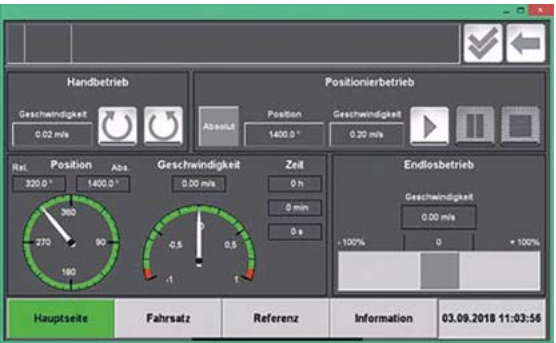 Handbetrieb
Geschwindigkeit
0.02 m/s
Positionierbetrieb
Absolut
Position
1400.0 °
Geschwindigkeit
0.20 m/s
Rel. Position Abs.
320.0 ° 1400.0 °
360
270 90
180
Geschwindigkeit
0.00 m/s
0
-0,5 0,5
-1 1
Zeit
0 h
0 min
0 s
Endlosbetrieb
Geschwindigkeit
0.00 m/s
-100% 0 +100%
Hauptseite Fahrsatz Referenz Information 03.09.2018 11:03:56